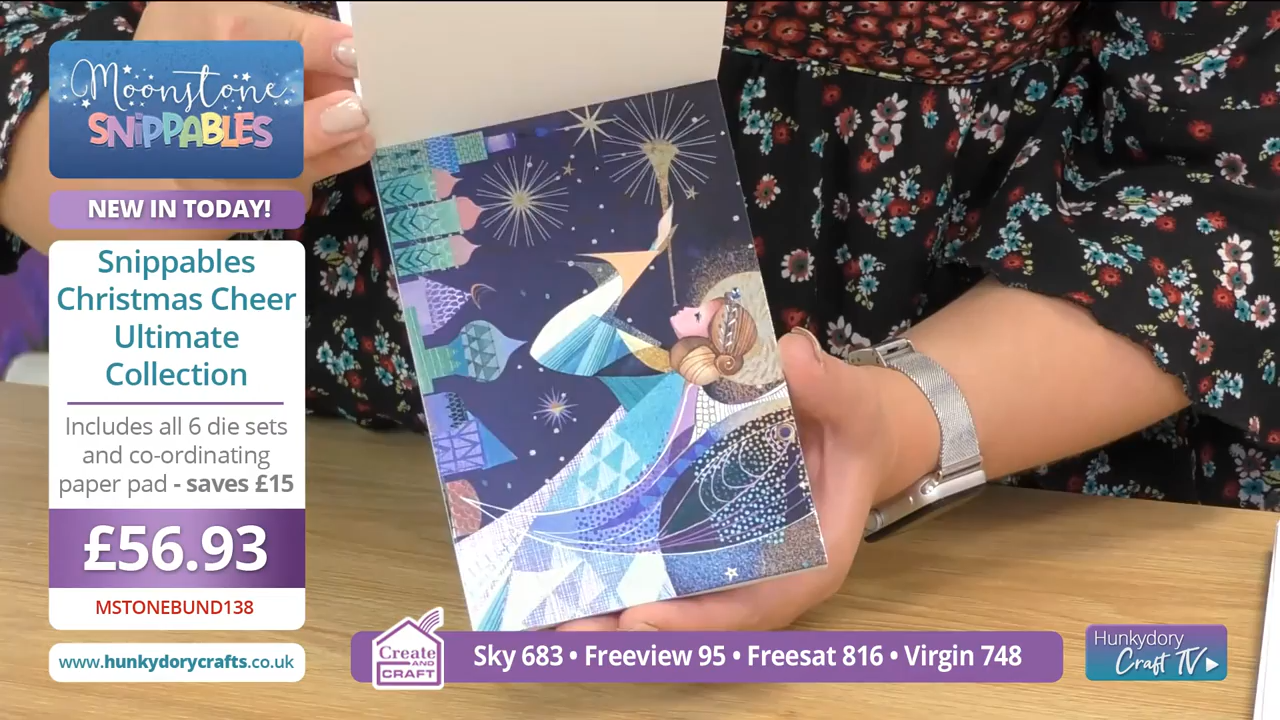 Moonstone
SNIPPABLES
NEW IN TODAY!
Snippables
Christmas Cheer
Ultimate
Collection
Includes all 6 die sets
and co-ordinating
paper pad - saves £15
£56.93
MSTONEBUND138
www.hunkydorycrafts.co.uk
Create
AND
CRAFT
Sky 683 • Freeview 95 • Freesat 816 • Virgin 748
Hunkydory
Craft TV